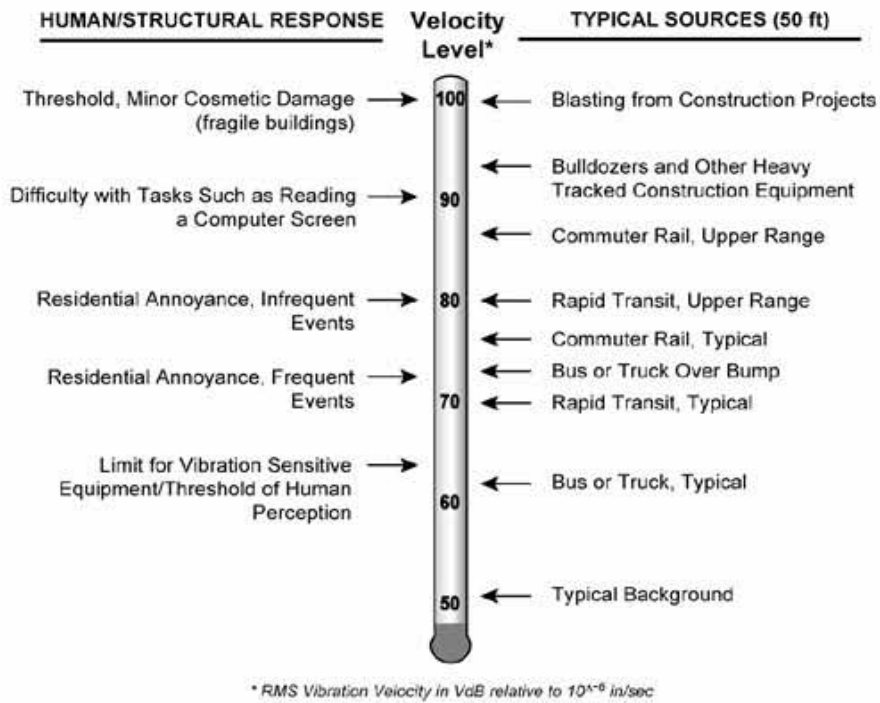 HUMAN/STRUCTURAL RESPONSE
Velocity
Level*
TYPICAL SOURCES (50 ft)
Threshold, Minor Cosmetic Damage
(fragile buildings)
100
Blasting from Construction Projects
Bulldozers and Other Heavy
Tracked Construction Equipment
Difficulty with Tasks Such as Reading
a Computer Screen
90
Commuter Rail, Upper Range
Residential Annoyance, Infrequent
Events
80
Rapid Transit, Upper Range
Commuter Rail, Typical
Residential Annoyance, Frequent
Events
Bus or Truck Over Bump
70
Rapid Transit, Typical
Limit for Vibration Sensitive
Equipment/Threshold of Human
Perception
Bus or Truck, Typical
60
50
Typical Background
* RMS Vibration Velocity in VdB relative to 10^-6 in/sec